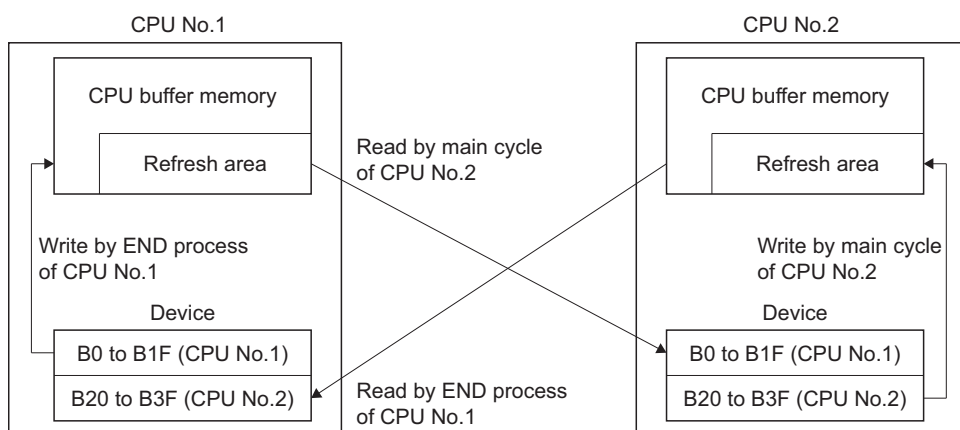 CPU No.1
CPU No.2
CPU buffer memory
Refresh area
CPU buffer memory
Refresh area
Read by main cycle
of CPU No.2
Write by END process
of CPU No.1
Write by main cycle
of CPU No.2
Device
B0 to B1F (CPU No.1)
B20 to B3F (CPU No.2)
Device
B0 to B1F (CPU No.1)
B20 to B3F (CPU No.2)
Read by END process
of CPU No.1